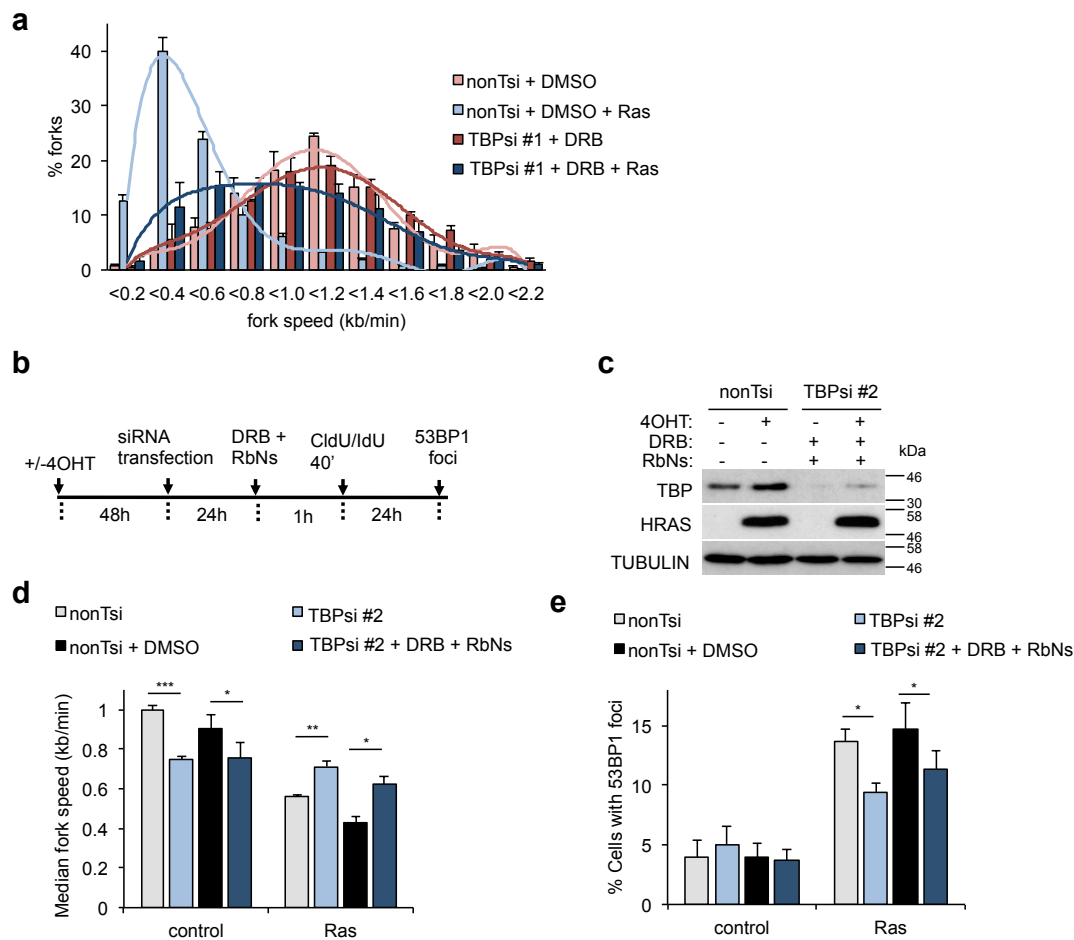 a
40
30
20
10
0
% forks
nonTsi + DMSO
nonTsi + DMSO + Ras
TBPsi #1 + DRB
TBPsi #1 + DRB + Ras
<0.2 <0.4 <0.6 <0.8 <1.0 <1.2 <1.4 <1.6 <1.8 <2.0 <2.2
fork speed (kb/min)
b
+/-4OHT
siRNA
transfection
DRB +
RbNs
CldU/IdU
40'
53BP1
foci
48h 24h 1h 24h
c
nonTsi TBPsi #2
4OHT: - + - +
DRB: - - + +
RbNs: - - + +
kDa
TBP
46
30
HRAS
58
46
TUBULIN
58
46
d
nonTsi
TBPsi #2
nonTsi + DMSO
TBPsi #2 + DRB + RbNs
Median fork speed (kb/min)
1
0.8
0.6
0.4
0.2
0
*** * ** *
control Ras
e
nonTsi
TBPsi #2
nonTsi + DMSO
TBPsi #2 + DRB + RbNs
% Cells with 53BP1 foci
15
10
5
0
* *
control Ras